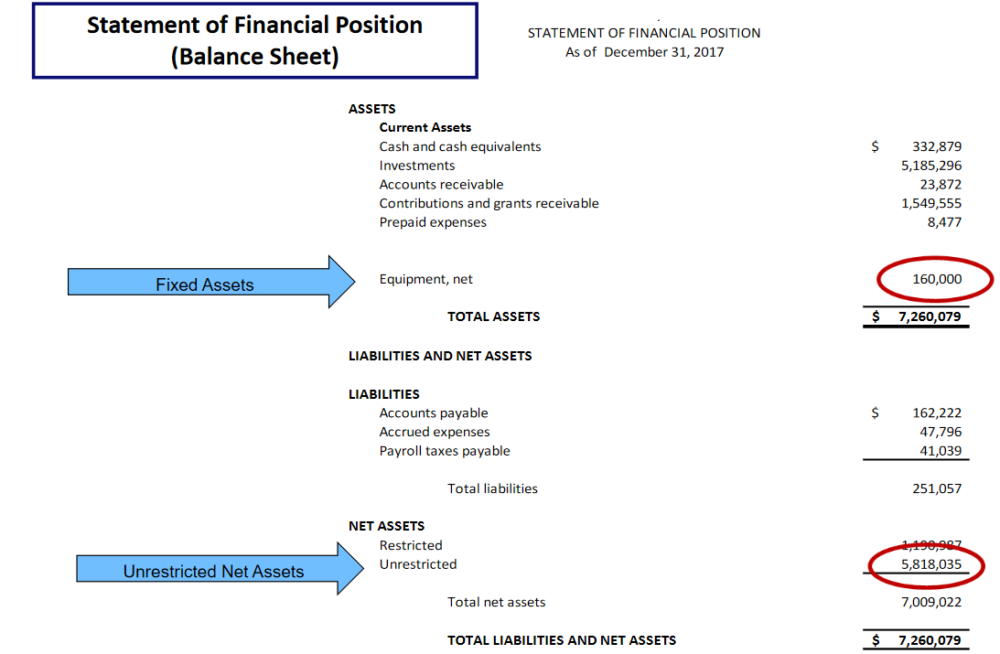 Statement of Financial Position
(Balance Sheet)
STATEMENT OF FINANCIAL POSITION
As of December 31, 2017
ASSETS
Current Assets
Cash and cash equivalents $ 332,879
Investments 5,185,296
Accounts receivable 23,872
Contributions and grants receivable 1,549,555
Prepaid expenses 8,477
Fixed Assets Equipment, net 160,000
TOTAL ASSETS $ 7,260,079
LIABILITIES AND NET ASSETS
LIABILITIES
Accounts payable $ 162,222
Accrued expenses 47,796
Payroll taxes payable 41,039
Total liabilities 251,057
NET ASSETS
Restricted 1,190,987
Unrestricted Net Assets Unrestricted 5,818,035
Total net assets 7,009,022
TOTAL LIABILITIES AND NET ASSETS $ 7,260,079